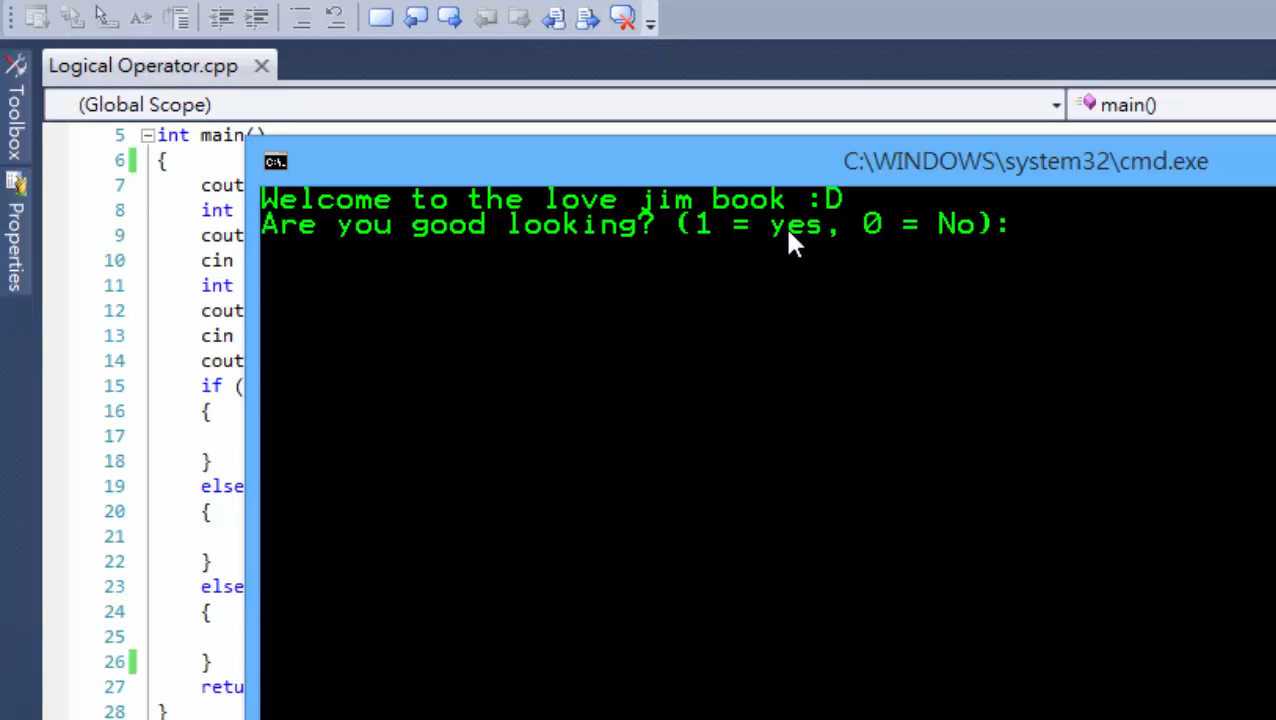 Logical Operator.cpp
(Global Scope)
main()
Toolbox
Properties
5 int main()
6 {
7 cout
8 int
9 cout
10 cin
11 int
12 cout
13 cin
14 cout
15 if (
16 {
17
18 }
19 else
20 {
21
22 }
23 else
24 {
25
26 }
27 retu
28 }
C:\WINDOWS\system32\cmd.exe
Welcome to the love jim book :D
Are you good looking? (1 = yes, 0 = No):